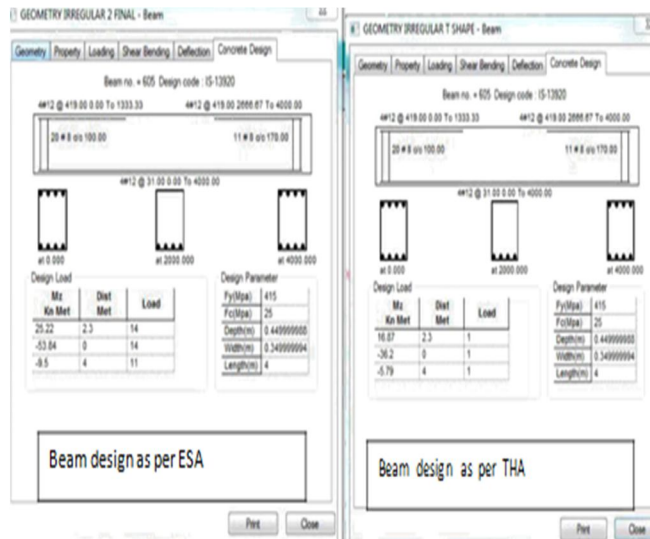 GEOMETRY IRREGULAR 2 FINAL - Beam
Geometry Property Loading Shear Bending Deflection Concrete Design
Beam no. = 605 Design code : IS-13920
4#12 @ 419.00 0.00 To 1333.33 4#12 @ 419.00 2666.67 To 4000.00
20 # 8 c/c 100.00 11 # 8 c/c 170.00
4#12 @ 31.00 0.00 To 4000.00
at 0.000 at 2000.000 at 4000.000
Design Load Design Parameter
Mz Dist Load
Kn Met Met
25.22 2.3 14
-53.84 0 14
-9.5 4 11
Fy(Mpa) 415
Fc(Mpa) 25
Depth(m) 0.449999988
Width(m) 0.349999994
Length(m) 4
Beam design as per ESA
Print Close
GEOMETRY IRREGULAR T SHAPE - Beam
Geometry Property Loading Shear Bending Deflection Concrete Design
Beam no. = 605 Design code : IS-13920
4#12 @ 419.00 0.00 To 1333.33 4#12 @ 419.00 2666.67 To 4000.00
20 # 8 c/c 100.00 11 # 8 c/c 170.00
4#12 @ 31.00 0.00 To 4000.00
at 0.000 at 2000.000 at 4000.000
Design Load Design Parameter
Mz Dist Load
Kn Met Met
16.87 2.3 1
-36.2 0 1
-5.79 4 1
Fy(Mpa) 415
Fc(Mpa) 25
Depth(m) 0.449999988
Width(m) 0.349999994
Length(m) 4
Beam design as per THA
Print Close